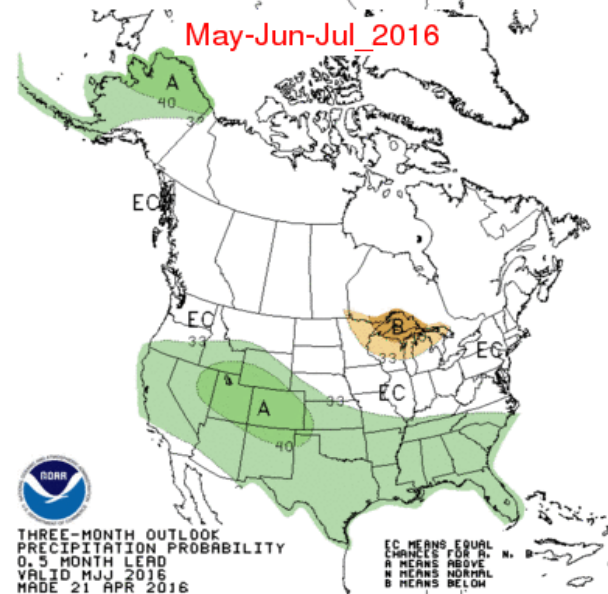 May-Jun-Jul_2016
A
40
33
EC
EC
33
B
33
EC
EC
33
A
40
NOAA
THREE-MONTH OUTLOOK
PRECIPITATION PROBABILITY
0.5 MONTH LEAD
VALID MJJ 2016
MADE 21 APR 2016
EC MEANS EQUAL
CHANCES FOR A, N, B
A MEANS ABOVE
N MEANS NORMAL
B MEANS BELOW